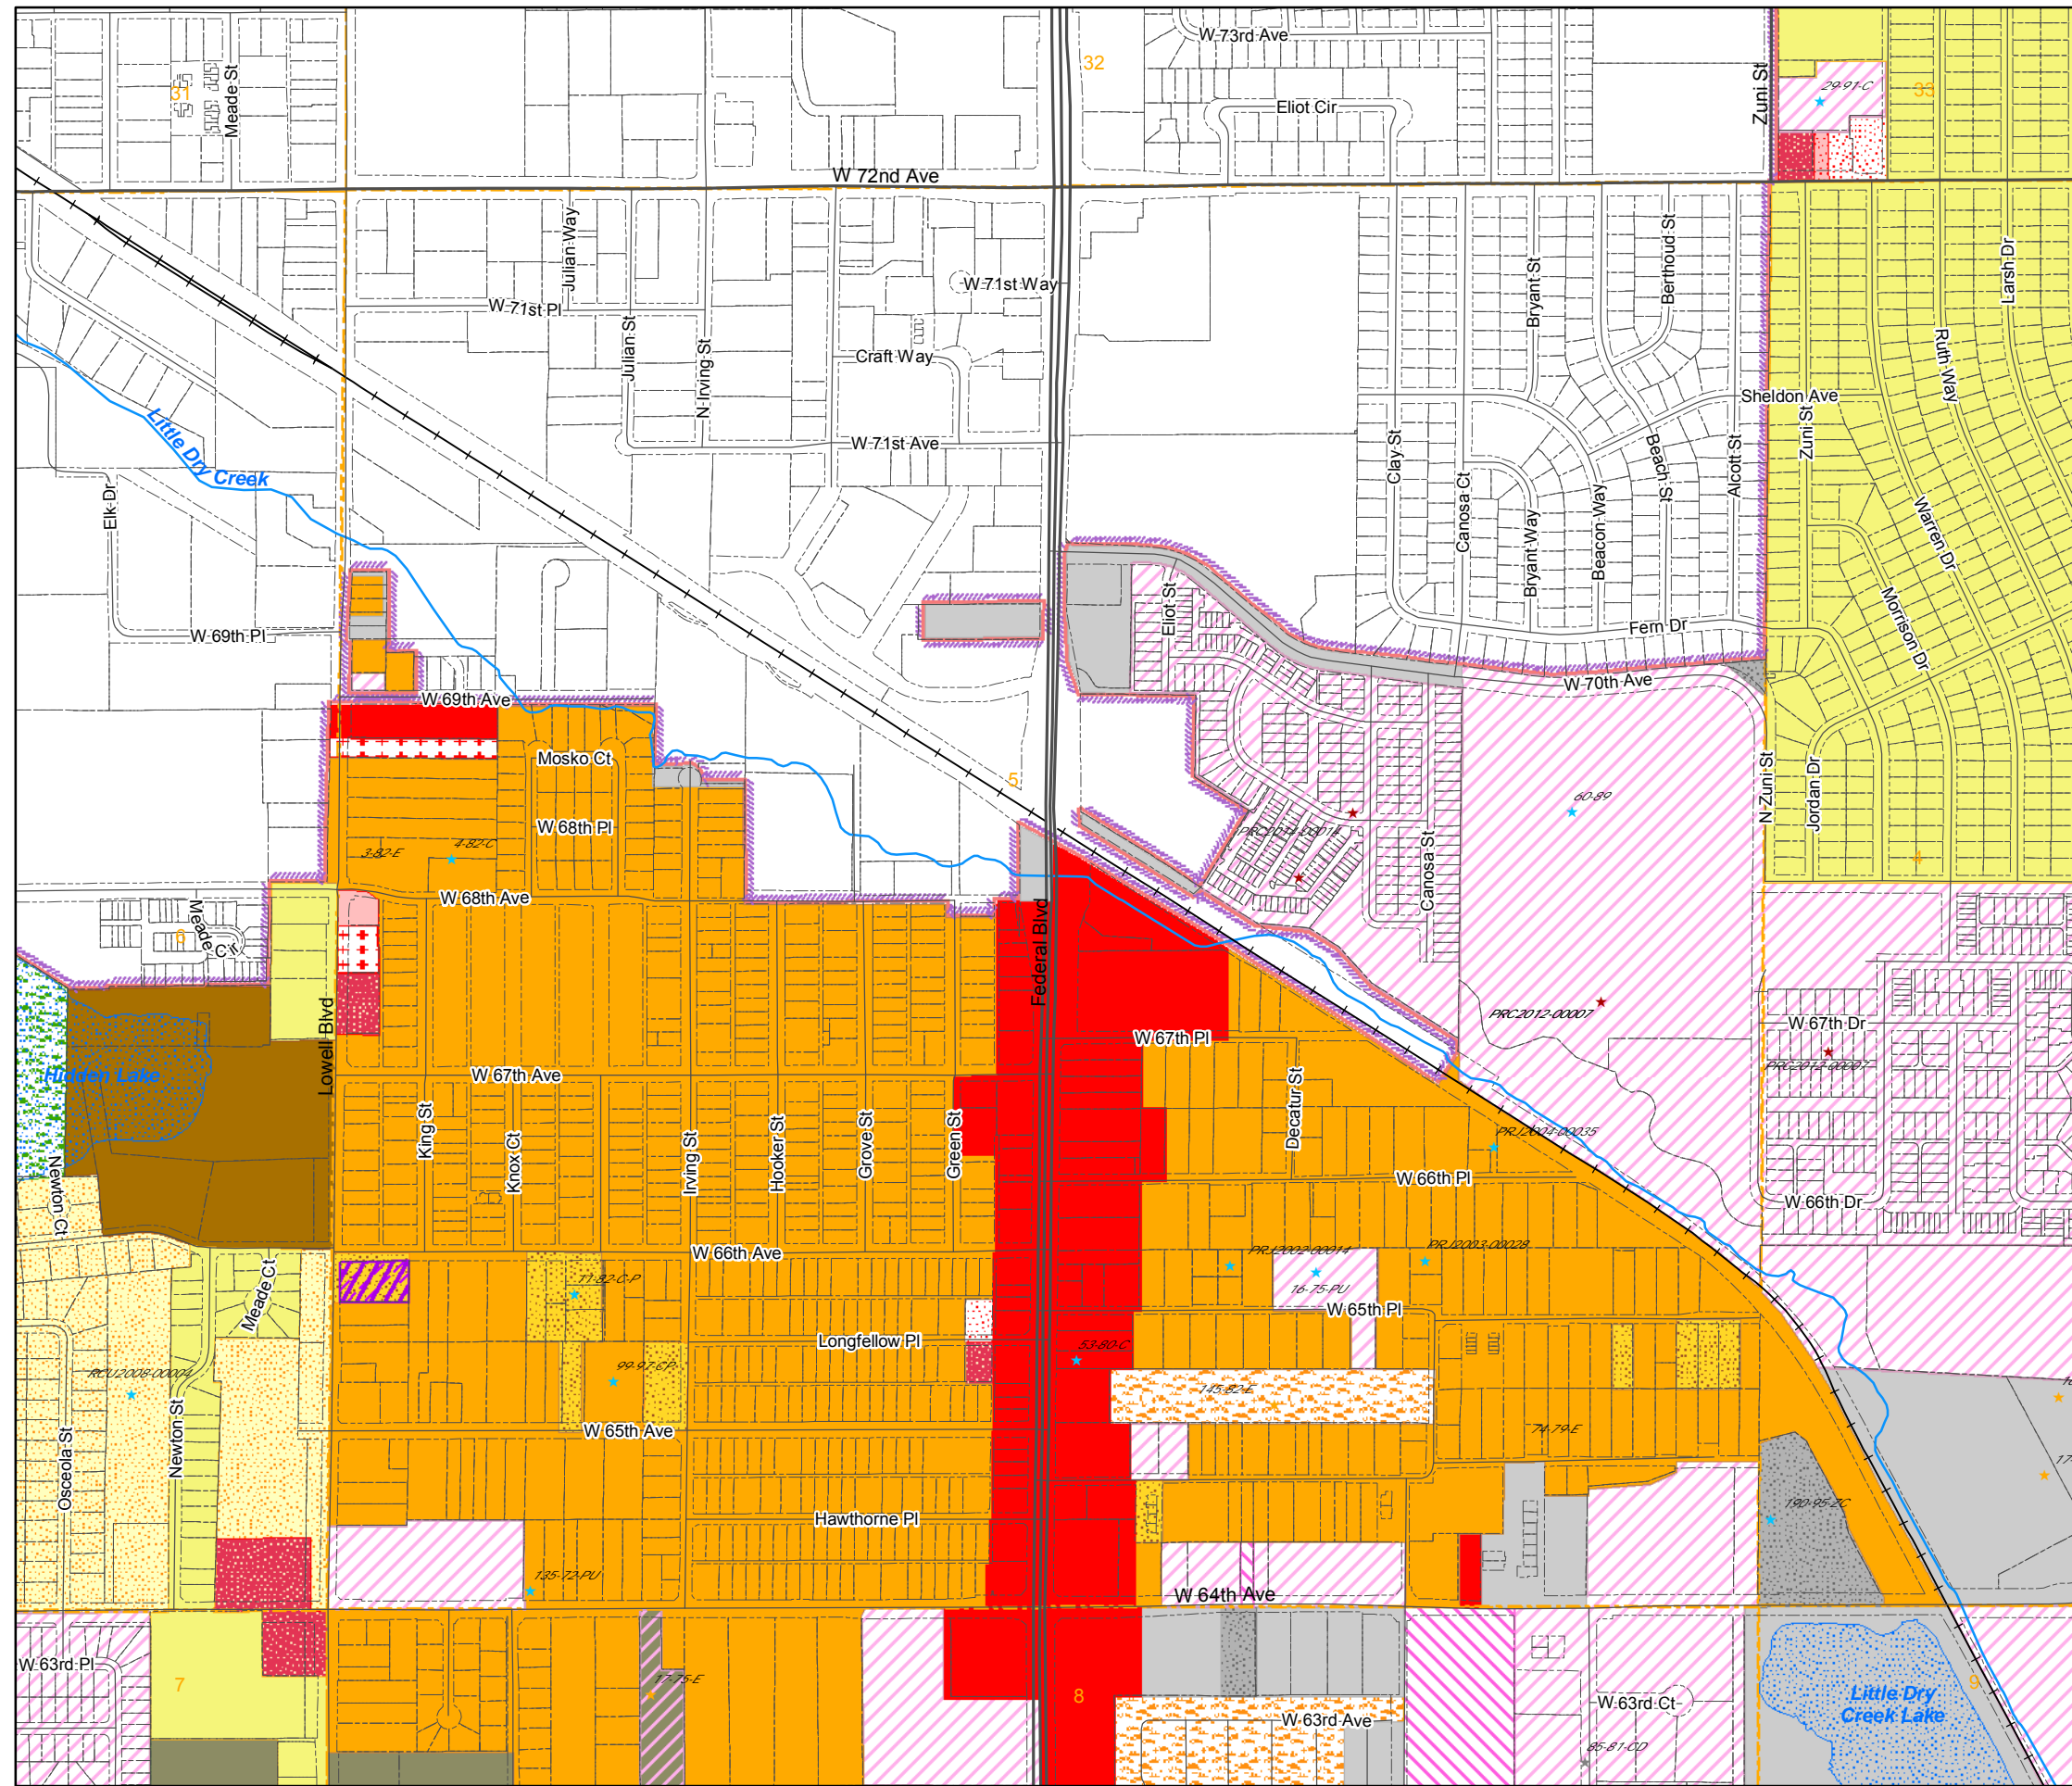 W 73rd Ave
32
Zuni St
29-91-C
33
31
Meade St
Eliot Cir
W 72nd Ave
Julian Way
W 71st Way
Bryant St
Berthoud St
Larsh Dr
W 71st Pl
Julian St
N Irving St
Craft Way
Ruth Way
Sheldon Ave
Zuni St
Little Dry Creek
W 71st Ave
Clay St
Canosa Ct
Beach St
Alcott St
Elk Dr
Bryant Way
Beacon Way
Warren Dr
Eliot St
Morrison Dr
W 69th Pl
Fern Dr
W 70th Ave
W 69th Ave
Mosko Ct
5
N Zuni St
Jordan Dr
60-89
W 68th Pl
3-82-E
4-82-C
Canosa St
4
W 68th Ave
Meade Cir
6
Federal Blvd
Lowell Blvd
PRC2012-00007
W 67th Dr
W 67th Pl
PRC2012-00007
Hidden Lake
W 67th Ave
Decatur St
King St
Knox Ct
Irving St
Hooker St
Grove St
Green St
PRJ2004-00035
Newton Ct
W 66th Pl
W 66th Dr
W 66th Ave
PRJ2002-00014
PRJ2003-00028
11-82-C-P
16-75-PU
Meade Ct
W 65th Pl
Longfellow Pl
53-80-C
RCU2008-00004
99-97-CP
145-82-E
Newton St
Osceola St
W 65th Ave
74-79-E
190-95-ZC
Hawthorne Pl
135-72-PU
W 64th Ave
W 63rd Pl
7
17-75-E
8
W 63rd Ct
9
Little Dry
Creek Lake
W 63rd Ave
85-81-CD